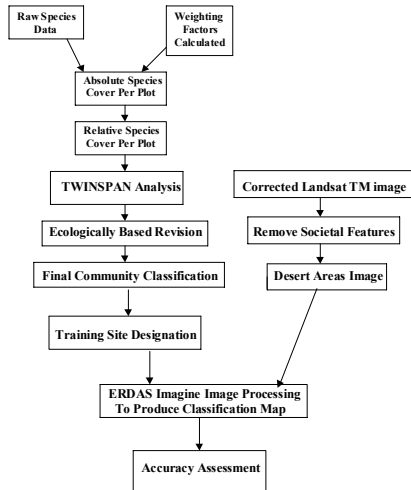 Raw Species
Data
Weighting
Factors
Calculated
Absolute Species
Cover Per Plot
Relative Species
Cover Per Plot
TWINSPAN Analysis
Corrected Landsat TM image
Ecologically Based Revision
Remove Societal Features
Final Community Classification
Desert Areas Image
Training Site Designation
ERDAS Imagine Image Processing
To Produce Classification Map
Accuracy Assessment